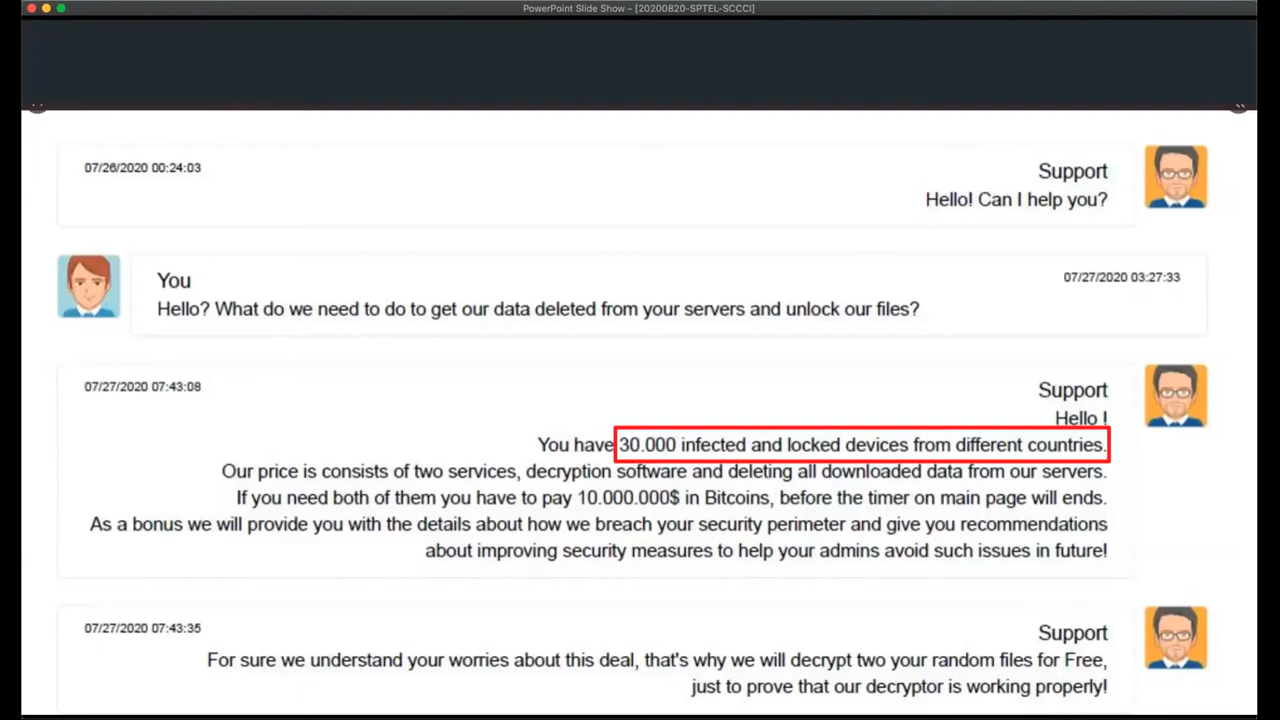 PowerPoint Slide Show – [20200820-SPTEL-SCCCI]
07/26/2020 00:24:03
Support
Hello! Can I help you?
You
07/27/2020 03:27:33
Hello? What do we need to do to get our data deleted from your servers and unlock our files?
07/27/2020 07:43:08
Support
Hello !
You have 30.000 infected and locked devices from different countries.
Our price is consists of two services, decryption software and deleting all downloaded data from our servers.
If you need both of them you have to pay 10.000.000$ in Bitcoins, before the timer on main page will ends.
As a bonus we will provide you with the details about how we breach your security perimeter and give you recommendations
about improving security measures to help your admins avoid such issues in future!
07/27/2020 07:43:35
Support
For sure we understand your worries about this deal, that's why we will decrypt two your random files for Free,
just to prove that our decryptor is working properly!